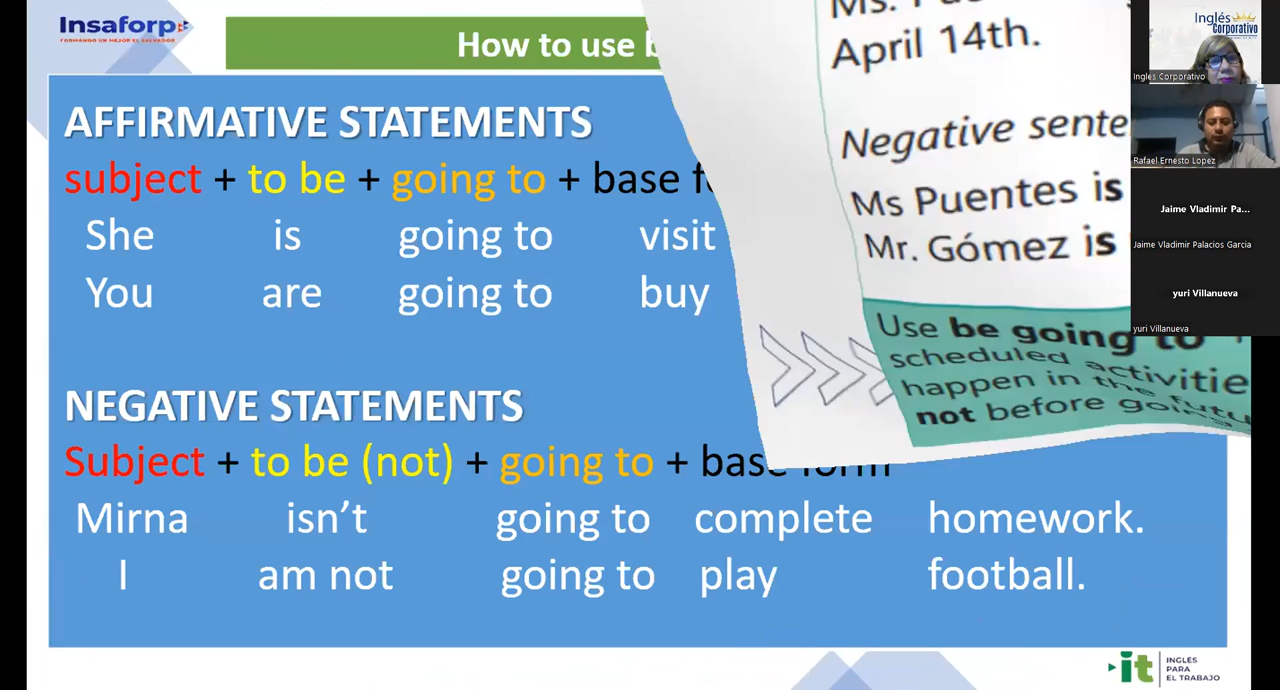 Insaforp
FORMANDO UN MEJOR EL SALVADOR
How to use
AFFIRMATIVE STATEMENTS
subject + to be + going to + base
She is going to visit
You are going to buy
NEGATIVE STATEMENTS
Subject + to be (not) + going to + base form
Mirna isn't going to complete homework.
I am not going to play football.
April 14th.
Negative
Ms Puentes is
Mr. Gómez is
Use be going to
scheduled
happen in the
not before
Inglés
Corporativo
Ingles Corporativo
Rafael Ernesto Lopez
Jaime Vladimir Pa...
Jaime Vladimir Palacios Garcia
yuri Villanueva
yuri Villanueva
it INGLÉS
PARA
EL TRABAJO